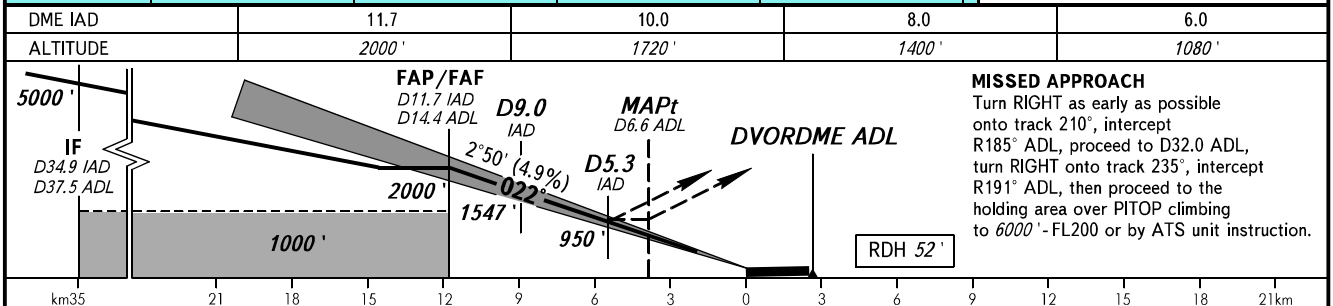 DME IAD 11.7 10.0 8.0 6.0
ALTITUDE 2000 ' 1720 ' 1400 ' 1080 '
5000 '
IF
D34.9 IAD
D37.5 ADL
FAP/FAF
D11.7 IAD
D14.4 ADL
D9.0
IAD
MAPt
D6.6 ADL
DVORDME ADL
2°50' (4.9%)
022°
D5.3
IAD
2000 '
1547 '
950 '
1000 '
RDH 52 '
MISSED APPROACH
Turn RIGHT as early as possible
onto track 210°, intercept
R185° ADL, proceed to D32.0 ADL,
turn RIGHT onto track 235°, intercept
R191° ADL, then proceed to the
holding area over PITOP climbing
to 6000 '-FL200 or by ATS unit instruction.
km35 21 18 15 12 9 6 3 0 3 6 9 12 15 18 21km